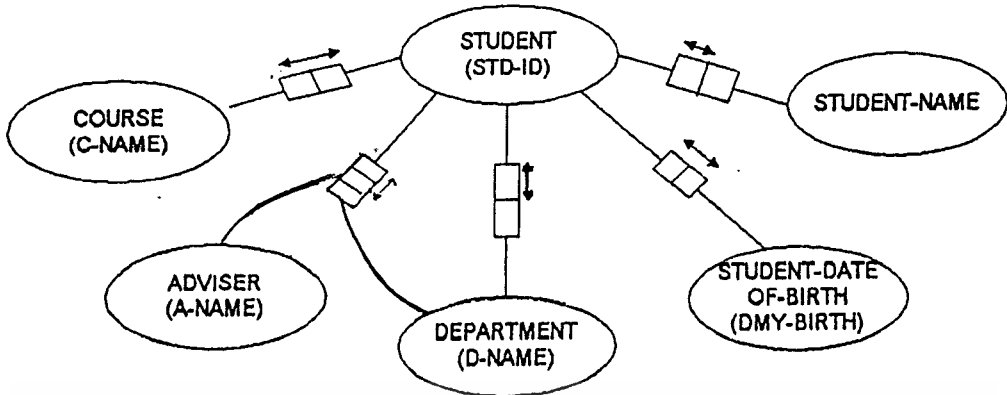 STUDENT
(STD-ID)
STUDENT-NAME
COURSE
(C-NAME)
ADVISER
(A-NAME)
DEPARTMENT
(D-NAME)
STUDENT-DATE
OF-BIRTH
(DMY-BIRTH)